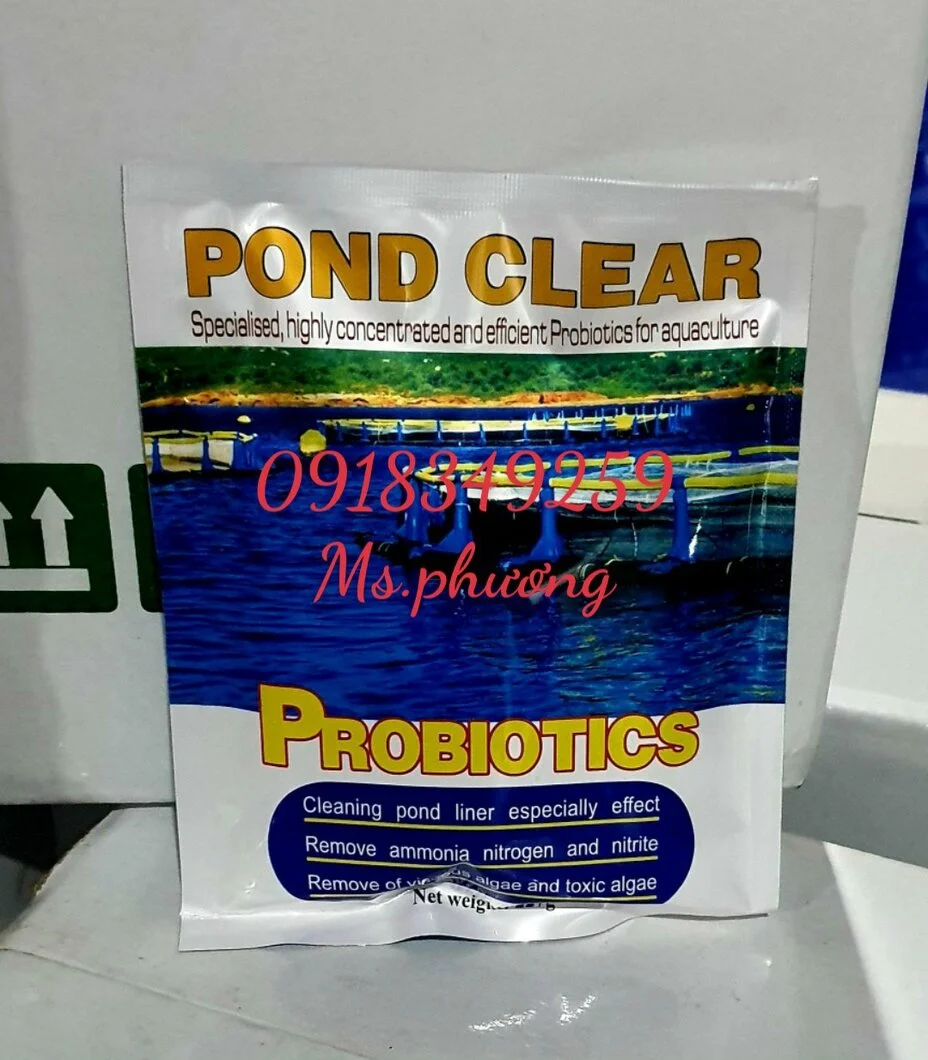 POND CLEAR
Specialised, highly concentrated and efficient Probiotics for aquaculture
0918349259
Ms.phương
PROBIOTICS
Cleaning pond liner especially effect
Remove ammonia nitrogen and nitrite
Remove of algae and toxic algae
Net